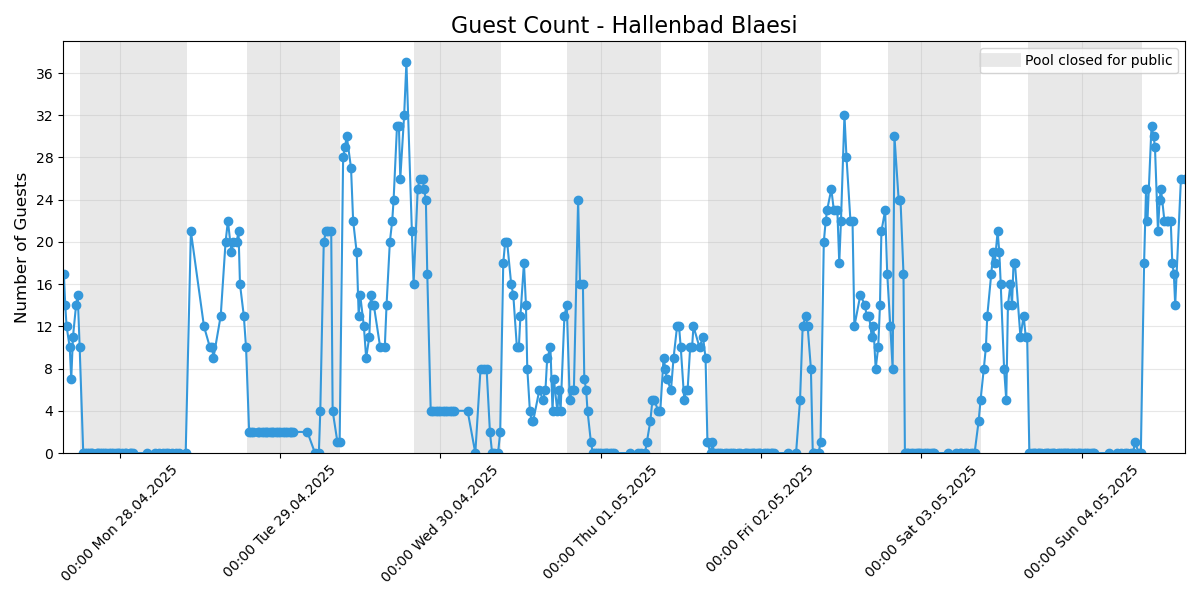 Guest Count - Hallenbad Blaesi
Pool closed for public
Number of Guests
36
32
28
24
20
16
12
8
4
0
00:00 Mon 28.04.2025
00:00 Tue 29.04.2025
00:00 Wed 30.04.2025
00:00 Thu 01.05.2025
00:00 Fri 02.05.2025
00:00 Sat 03.05.2025
00:00 Sun 04.05.2025